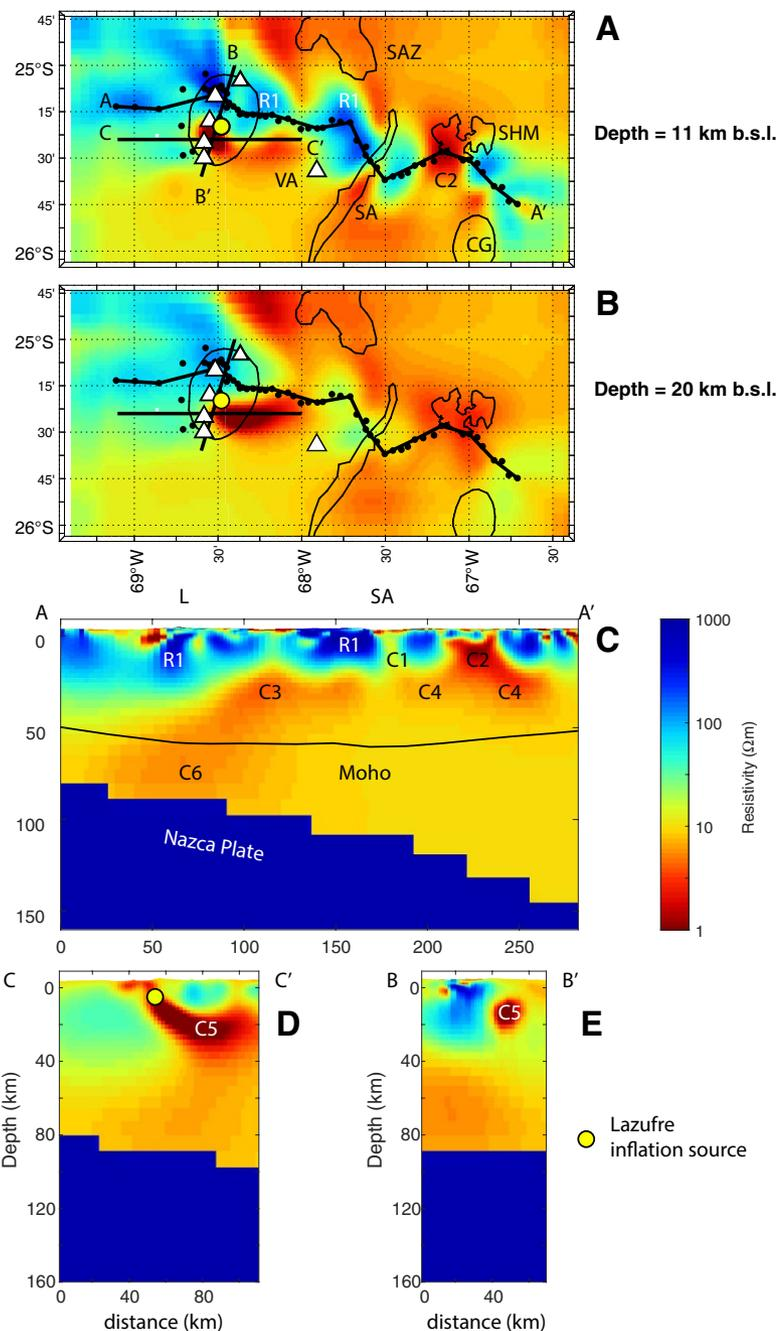 A
45'
25°S
15'
30'
45'
26°S
B
SAZ
A
R1
R1
C
C'
SHM
VA
C2
B'
SA
A'
CG
Depth = 11 km b.s.l.
B
45'
25°S
15'
30'
45'
26°S
Depth = 20 km b.s.l.
69°W
30'
68°W
30'
67°W
30'
L
SA
A
A'
C
0
50
100
150
R1
R1
C1
C2
C3
C4
C4
C6
Moho
Nazca Plate
0
50
100
150
200
250
1000
100
10
1
Resistivity (Ωm)
C
C'
D
C5
0
40
80
120
160
Depth (km)
0
40
80
distance (km)
B
B'
E
C5
0
40
80
120
160
Depth (km)
0
40
distance (km)
Lazufre
inflation source